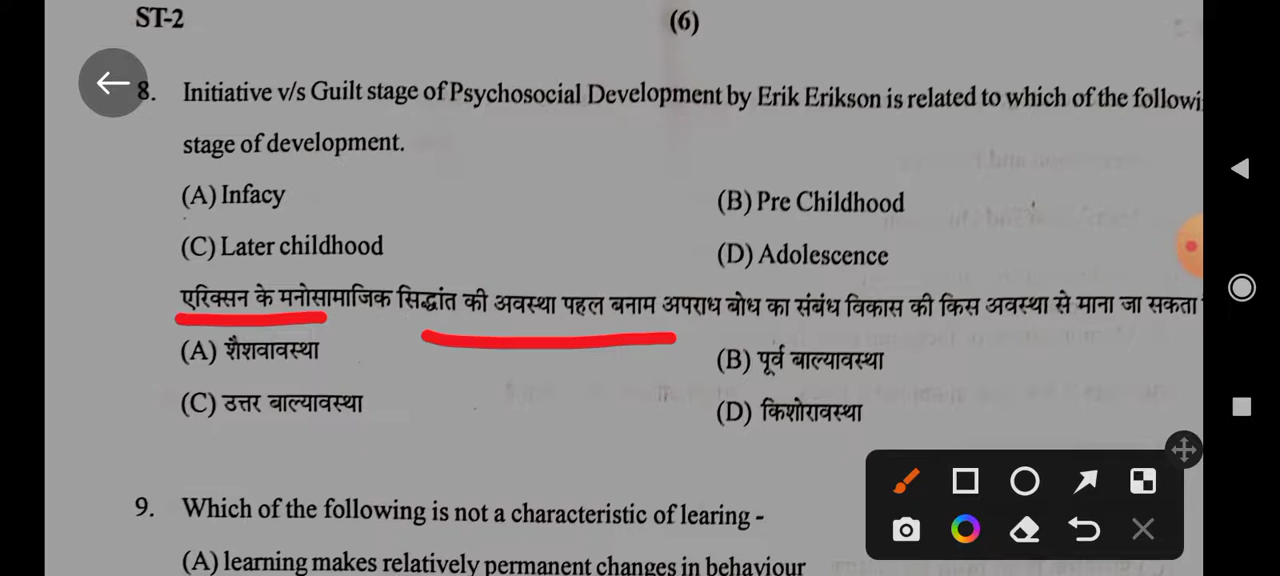 ST-2 (6)
8. Initiative v/s Guilt stage of Psychosocial Development by Erik Erikson is related to which of the followi
stage of development.
(A) Infacy (B) Pre Childhood
(C) Later childhood (D) Adolescence
एरिक्सन के मनोसामाजिक सिद्धांत की अवस्था पहल बनाम अपराध बोध का संबंध विकास की किस अवस्था से माना जा सकता
(A) शैशवावस्था (B) पूर्व बाल्यावस्था
(C) उत्तर बाल्यावस्था (D) किशोरावस्था
9. Which of the following is not a characteristic of learing -
(A) learning makes relatively permanent changes in behaviour